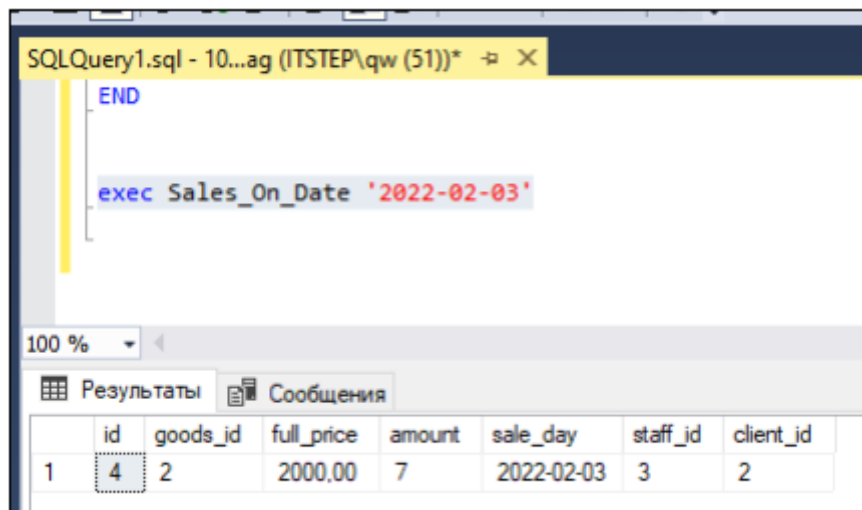 SQLQuery1.sql - 10...ag (ITSTEP\qw (51))*
END
exec Sales_On_Date '2022-02-03'
100 %
Результаты Сообщения
id goods_id full_price amount sale_day staff_id client_id
1 4 2 2000,00 7 2022-02-03 3 2